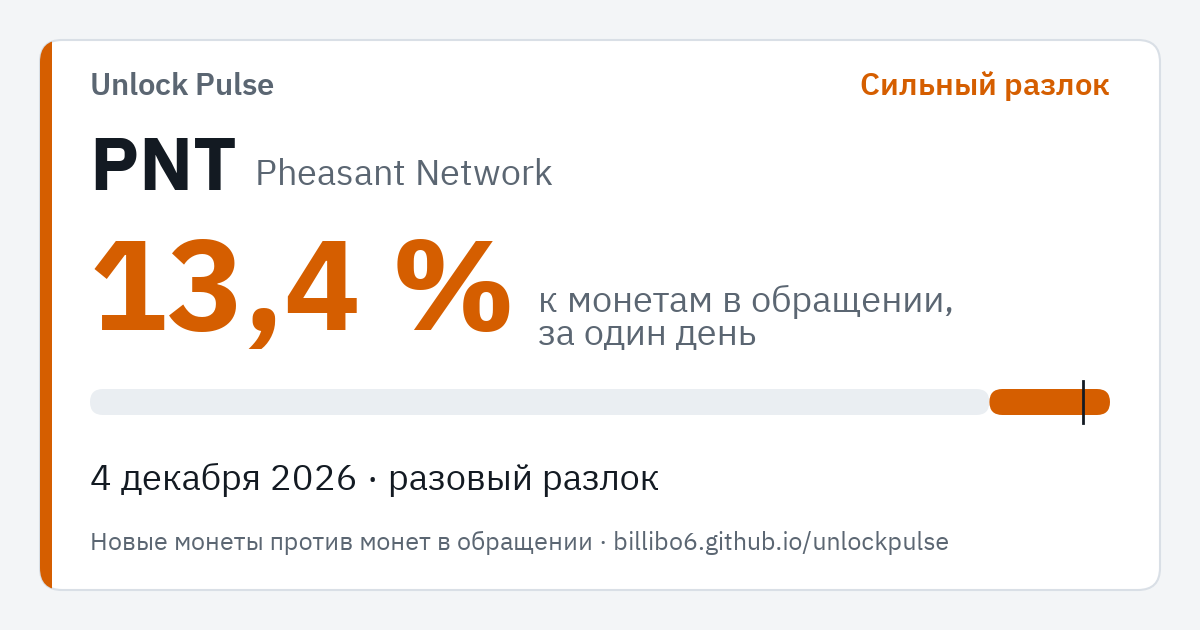 Unlock Pulse
Сильный разлок
PNT Pheasant Network
13,4 % к монетам в обращении,
за один день
4 декабря 2026 · разовый разлок
Новые монеты против монет в обращении · billibo6.github.io/unlockpulse